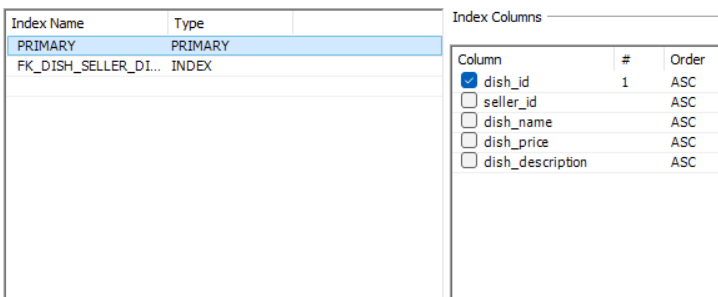 Index Name Type
PRIMARY PRIMARY
FK_DISH_SELLER_DI... INDEX
Index Columns
Column # Order
dish_id 1 ASC
seller_id ASC
dish_name ASC
dish_price ASC
dish_description ASC